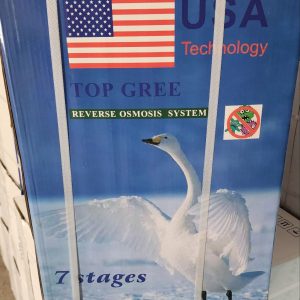 USA
Technology
TOP GREE
REVERSE OSMOSIS SYSTEM
7 stages